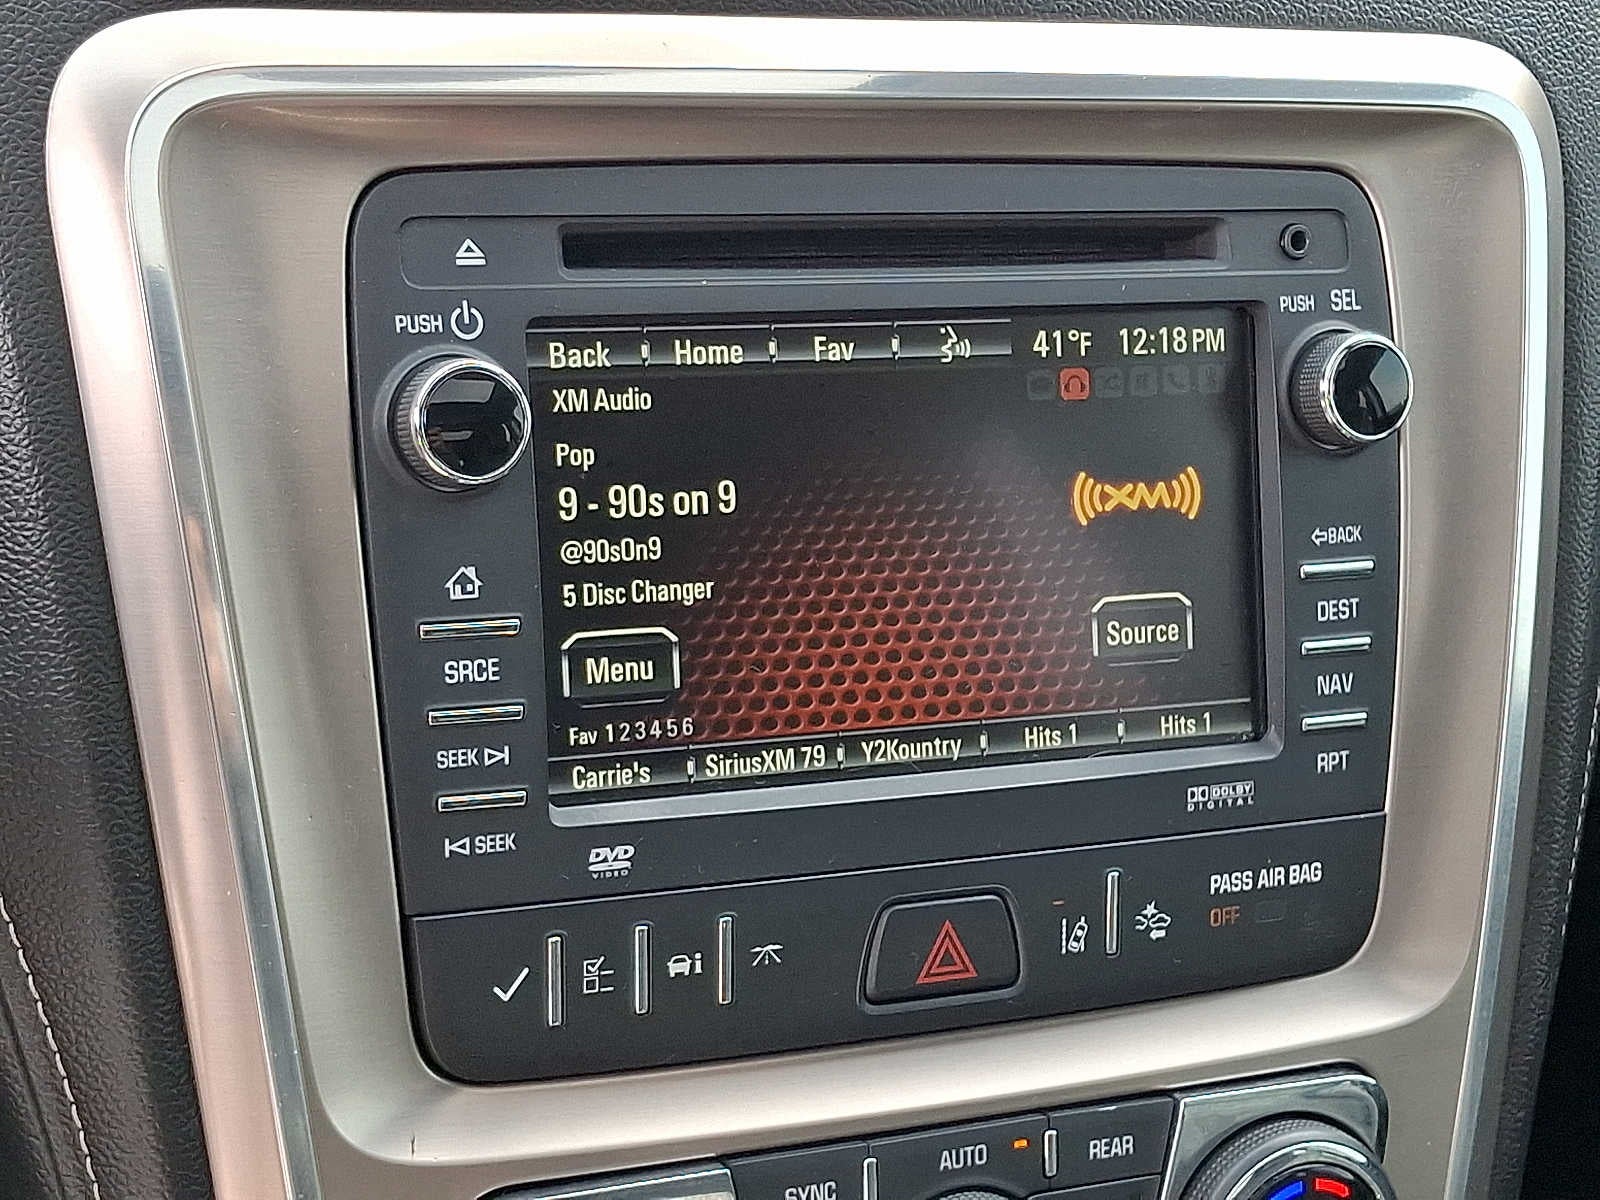 PUSH
PUSH SEL
Back Home Fav 41°F 12:18 PM
XM Audio
Pop
9 - 90s on 9
XM
@90sOn9
5 Disc Changer
Menu
Source
Fav 1 2 3 4 5 6
Carrie's SiriusXM 79 Y2Kountry Hits 1 Hits 1
SRCE
SEEK
SEEK
BACK
DEST
NAV
RPT
DVD
VIDEO
DOLBY
DIGITAL
PASS AIR BAG
OFF
SYNC
AUTO
REAR